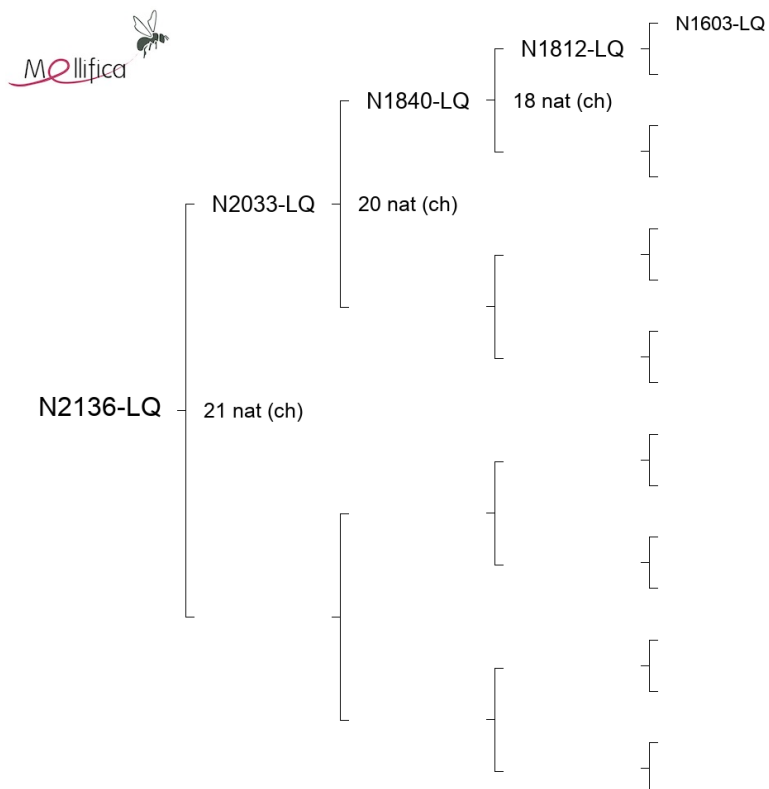 Mellifica
N1603-LQ
N1812-LQ
N1840-LQ
18 nat (ch)
N2033-LQ
20 nat (ch)
N2136-LQ
21 nat (ch)